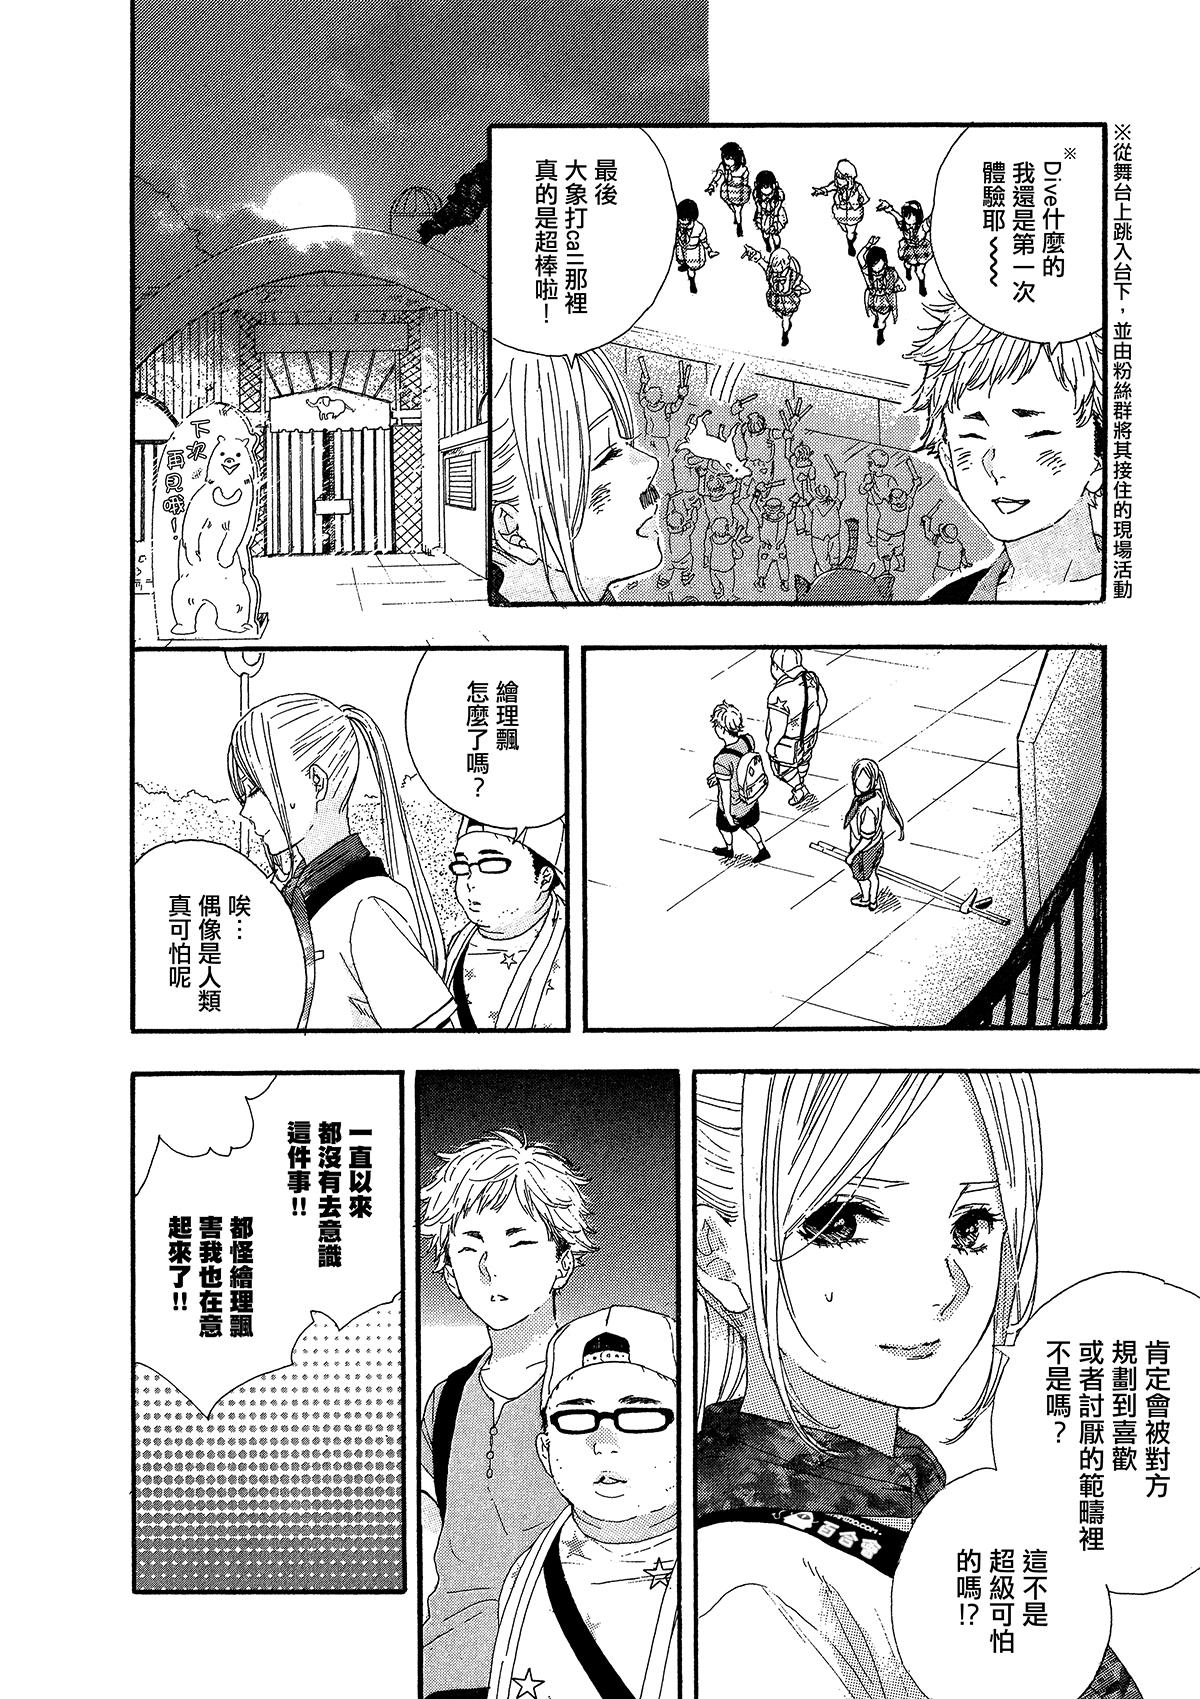 ※從舞台上跳入台下，並由粉絲群將其接住的現場活動
※
Dive什麼的
我還是第一次
體驗耶~~~
最後
大象打call那裡
真的是超棒啦！
下次
再見哦！
繪理飄
怎麼了嗎？
唉…
偶像是人類
真可怕呢
肯定會被對方
規劃到喜歡
或者討厭的範疇裡
不是嗎？
這不是
超級可怕
的嗎!?
百合會
一直以來
都沒有去意識
這件事!!
都怪繪理飄
害我也在意
起來了!!